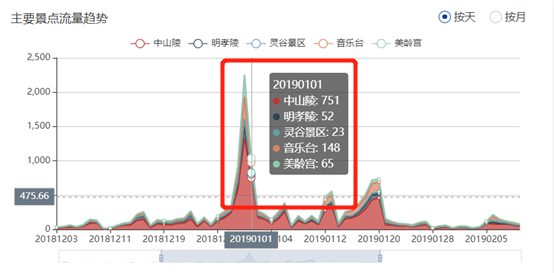 主要景点流量趋势
按天 按月
中山陵 明孝陵 灵谷景区 音乐台 美龄宫
2,500
2,000
1,500
1,000
500
0
475.66
20190101
中山陵: 751
明孝陵: 52
灵谷景区: 23
音乐台: 148
美龄宫: 65
20181203 20181211 20181219 201812 20190101 104 20190112 20190120 20190128 20190205